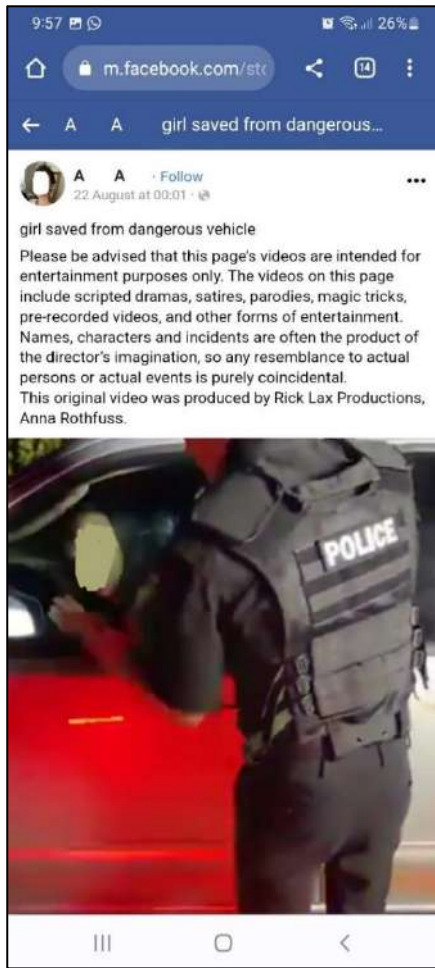 9:57 26%
m.facebook.com/sto 14
A A girl saved from dangerous...
A A · Follow
22 August at 00:01 ·
girl saved from dangerous vehicle
Please be advised that this page's videos are intended for
entertainment purposes only. The videos on this page
include scripted dramas, satires, parodies, magic tricks,
pre-recorded videos, and other forms of entertainment.
Names, characters and incidents are often the product of
the director's imagination, so any resemblance to actual
persons or actual events is purely coincidental.
This original video was produced by Rick Lax Productions,
Anna Rothfuss.
POLICE